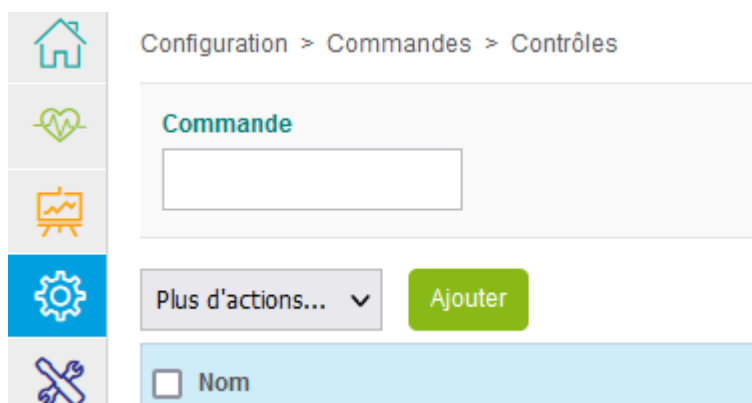 Configuration > Commandes > Contrôles
Commande
Plus d'actions...
Ajouter
Nom